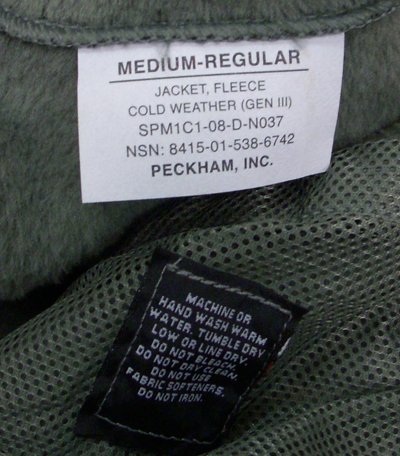 MEDIUM-REGULAR
JACKET, FLEECE
COLD WEATHER (GEN III)
SPM1C1-08-D-N037
NSN: 8415-01-538-6742
PECKHAM, INC.
MACHINE OR
HAND WASH WARM
WATER. TUMBLE DRY
LOW OR LINE DRY.
DO NOT BLEACH.
DO NOT DRY CLEAN.
DO NOT USE
FABRIC SOFTENERS.
DO NOT IRON.